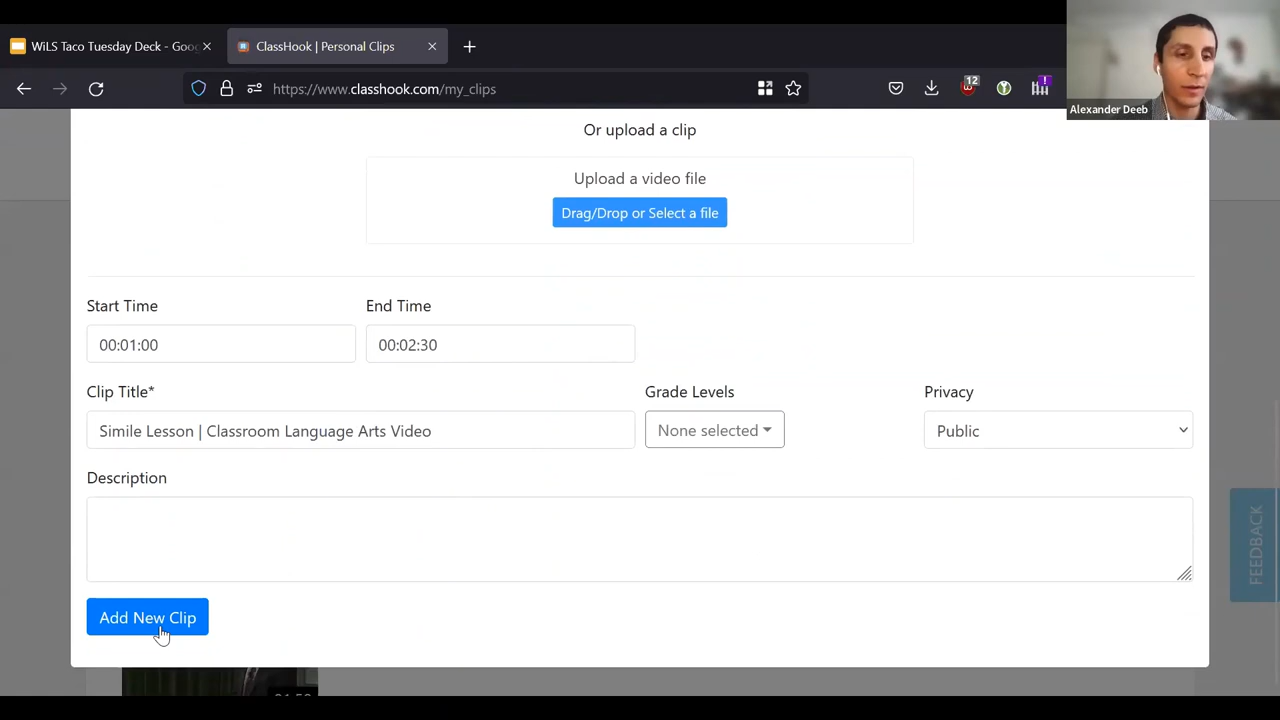 WiLS Taco Tuesday Deck - Goo
ClassHook | Personal Clips
https://www.classhook.com/my_clips
12
Alexander Deeb
Or upload a clip
Upload a video file
Drag/Drop or Select a file
Start Time
End Time
00:01:00
00:02:30
Clip Title*
Grade Levels
Privacy
Simile Lesson | Classroom Language Arts Video
None selected
Public
Description
FEEDBACK
Add New Clip